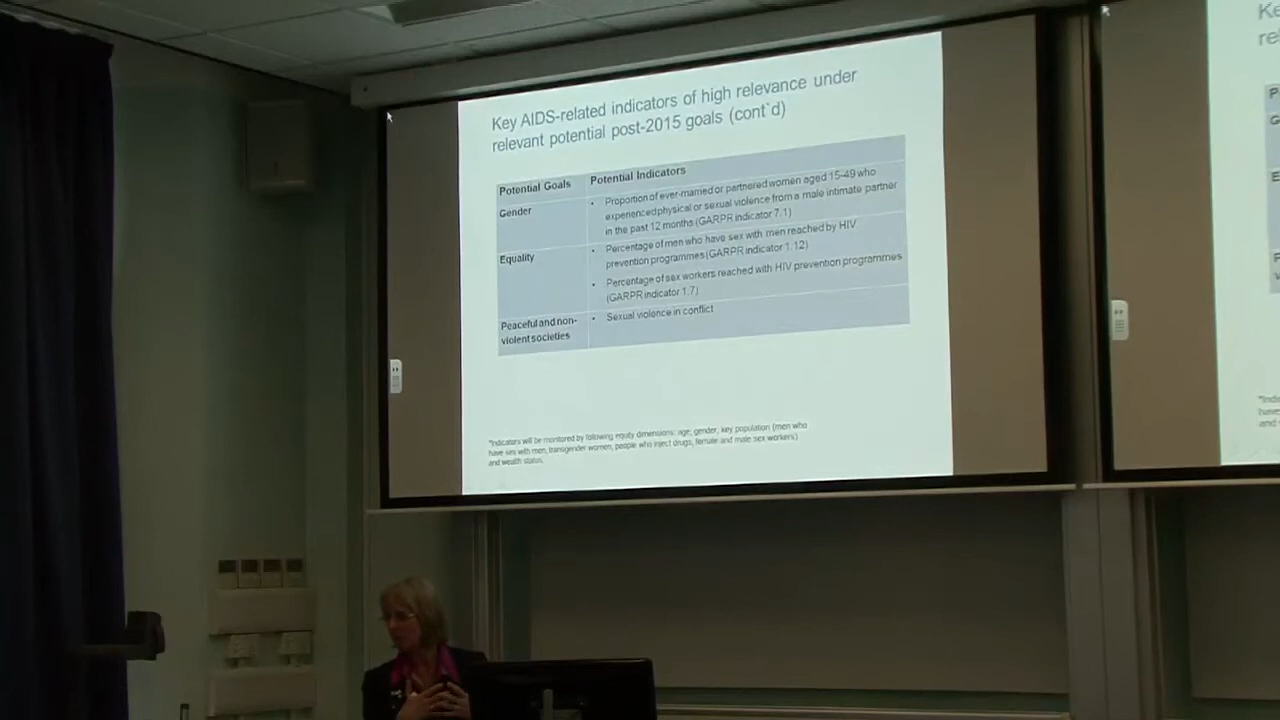 Key AIDS-related indicators of high relevance under
relevant potential post-2015 goals (cont`d)
Potential Goals
Potential Indicators
Gender
• Proportion of ever-married or partnered women aged 15-49 who
experienced physical or sexual violence from a male intimate partner
in the past 12 months (GARPR indicator 7.1)
Equality
• Percentage of men who have sex with men reached by HIV
prevention programmes (GARPR indicator 1.12)
• Percentage of sex workers reached with HIV prevention programmes
(GARPR indicator 1.7)
Peaceful and non-
violent societies
• Sexual violence in conflict
*Indicators will be monitored by following equity dimensions: age, gender, key population (men who
have sex with men, transgender women, people who inject drugs, female and male sex workers)
and wealth status.
Ke
rel
P
G
E
P
v
*Indic
have
and